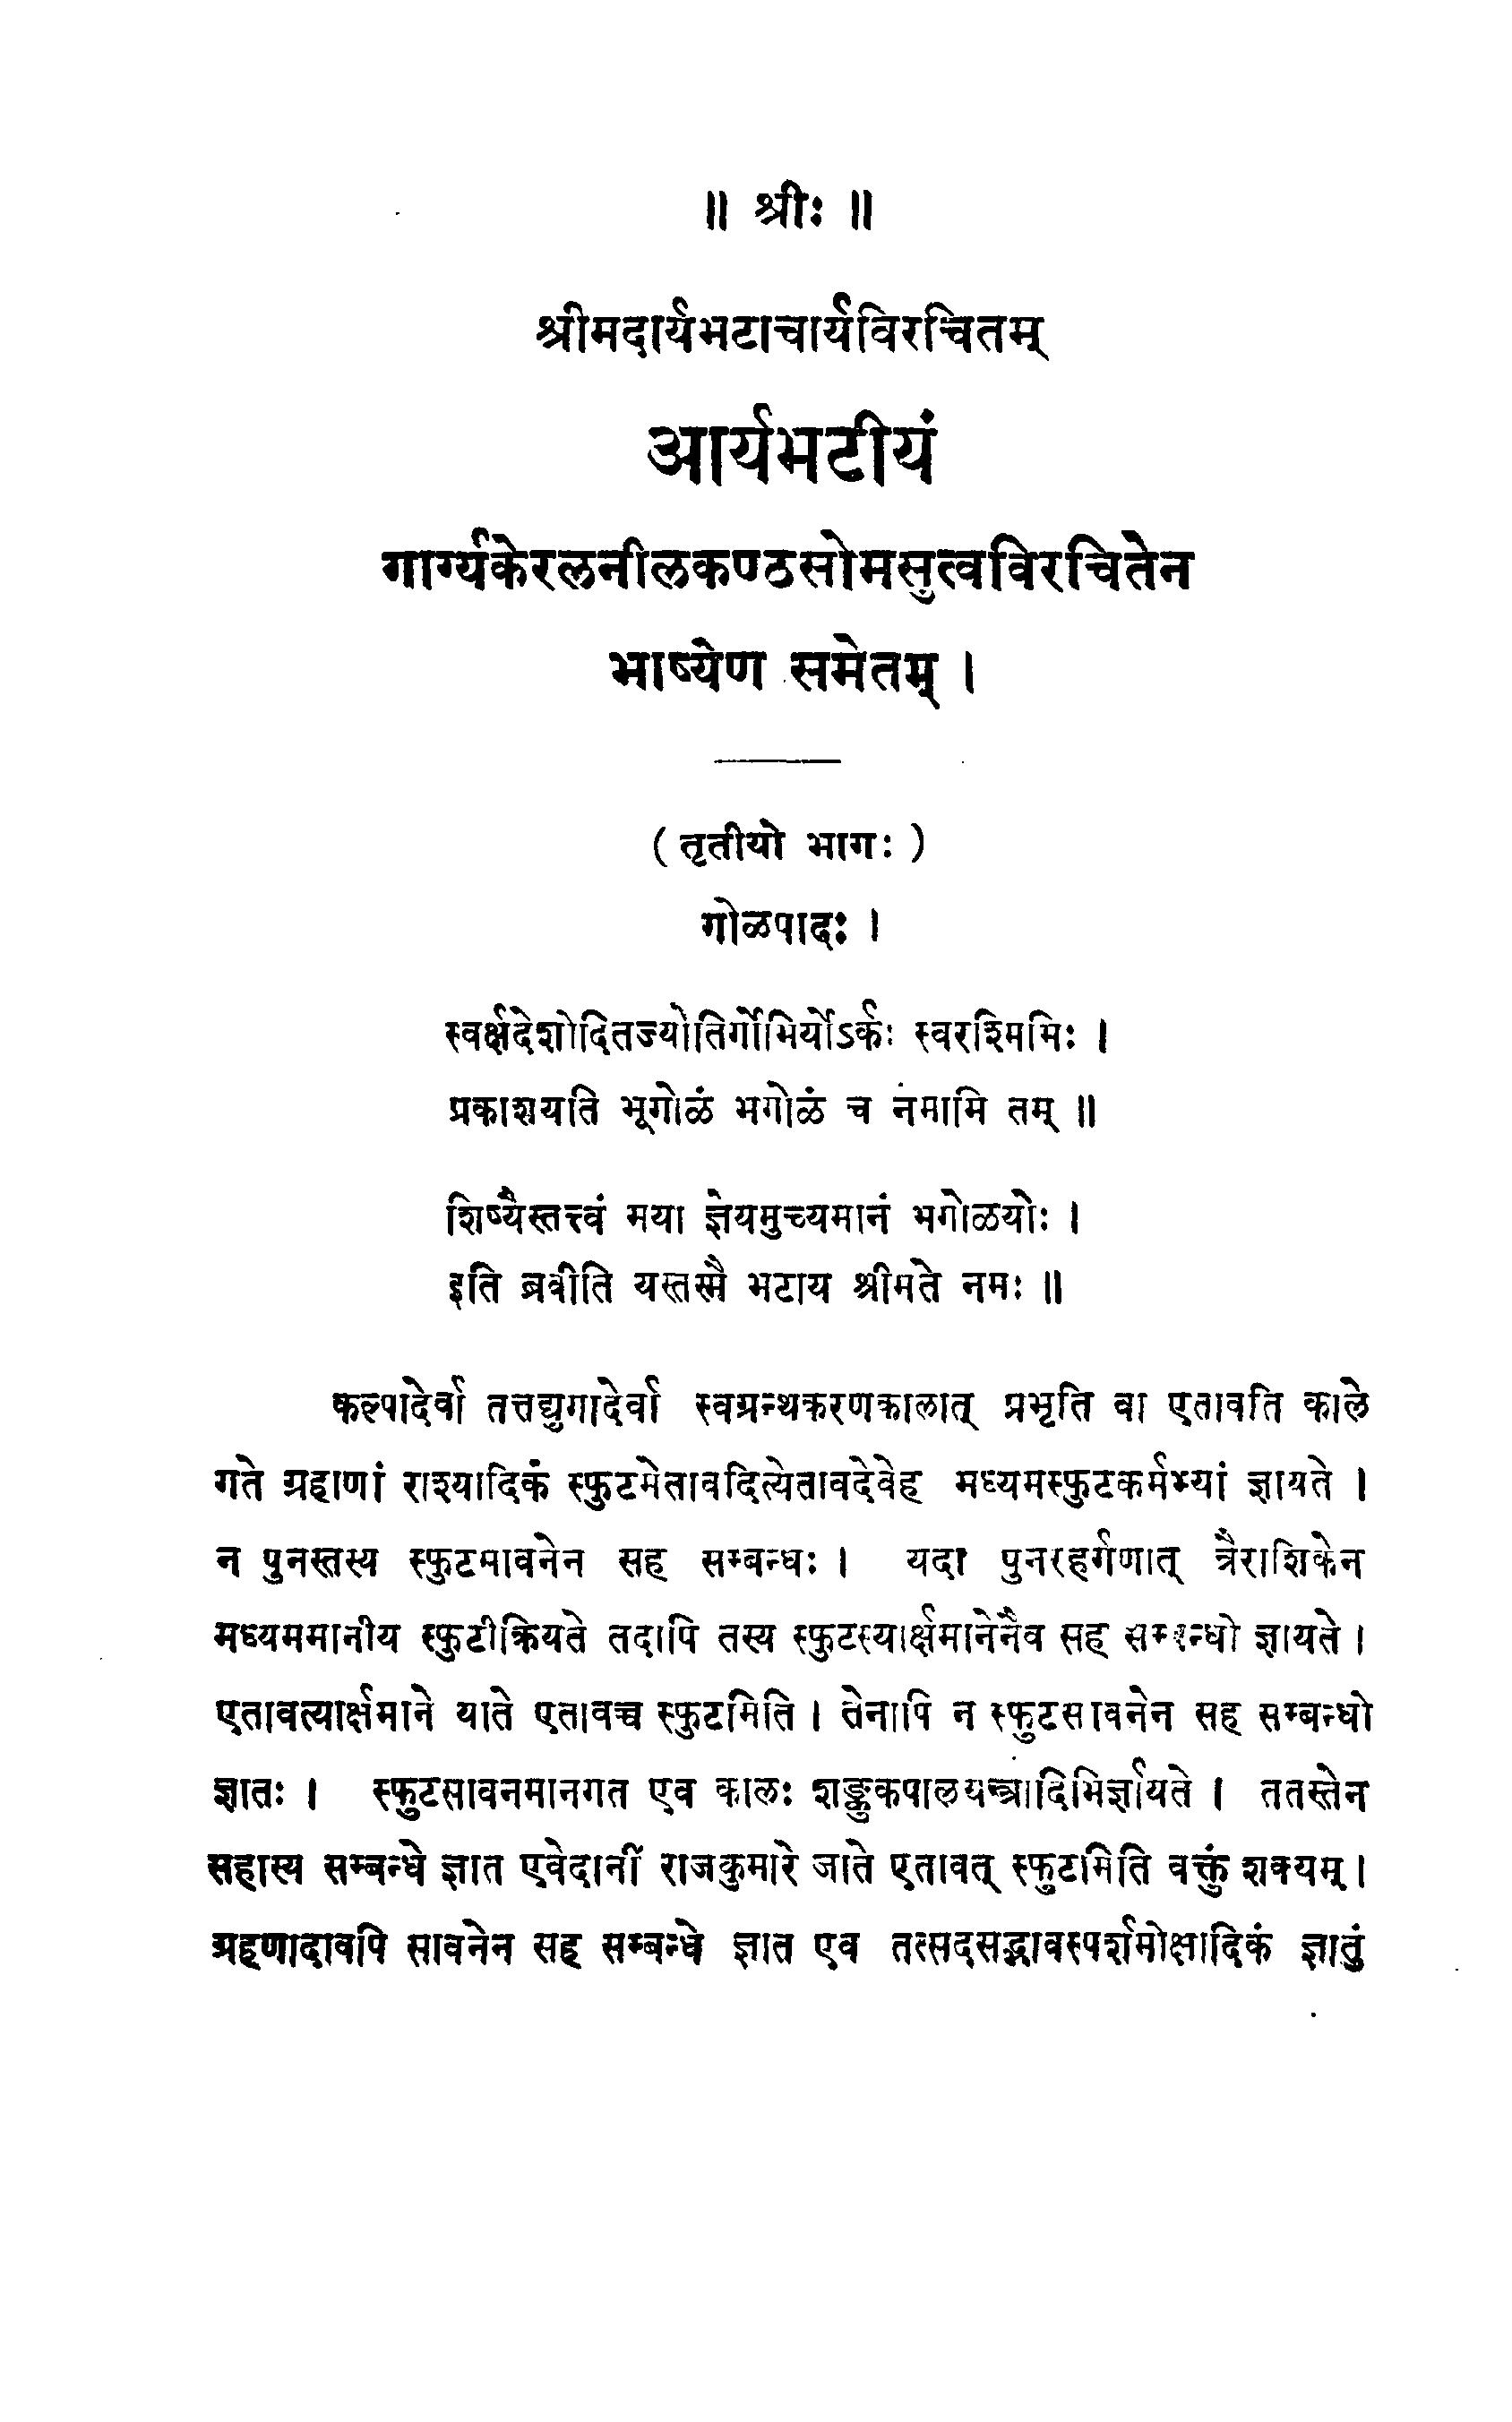 ॥ श्रीः ॥
श्रीमदार्यभटाचार्यविरचितम्
आर्यभटीयं
गार्ग्यकेरलनीलकण्ठसोमसुत्वविरचितेन
भाष्येण समेतम् ।
( तृतीयो भागः )
गोळपादः ।
स्वर्क्षदेशोदितज्योतिर्गोभिर्योऽर्कः स्वरश्मिभिः ।
प्रकाशयति भूगोळं भगोळं च नमामि तम् ॥
शिष्यैस्तत्त्वं मया ज्ञेयमुच्यमानं भगोळयोः ।
इति ब्रवीति यस्तस्मै भटाय श्रीमते नमः ॥
कल्पादेर्वा तत्तद्युगादेर्वा स्वग्रन्थकरणकालात् प्रभृति वा एतावति काले
गते ग्रहाणां राश्यादिकं स्फुटमेतावदित्येतावदेवेह मध्यमस्फुटकर्मभ्यां ज्ञायते ।
न पुनस्तस्य स्फुटसावनेन सह सम्बन्धः । यदा पुनरहर्गणात् त्रैराशिकेन
मध्यममानीय स्फुटीक्रियते तदापि तस्य स्फुटस्यार्क्षमानेनैव सह सम्बन्धो ज्ञायते ।
एतावत्यार्क्षमाने याते एतावच्च स्फुटमिति । तेनापि न स्फुटसावनेन सह सम्बन्धो
ज्ञातः । स्फुटसावनमानगत एव कालः शङ्कुकपालयन्त्रादिभिर्ज्ञायते । ततस्तेन
सहास्य सम्बन्धे ज्ञात एवेदानीं राजकुमारे जाते एतावत् स्फुटमिति वक्तुं शक्यम् ।
ग्रहणादावपि सावनेन सह सम्बन्धे ज्ञात एव तत्सदसद्भावस्पर्शमोक्षादिकं ज्ञातुं